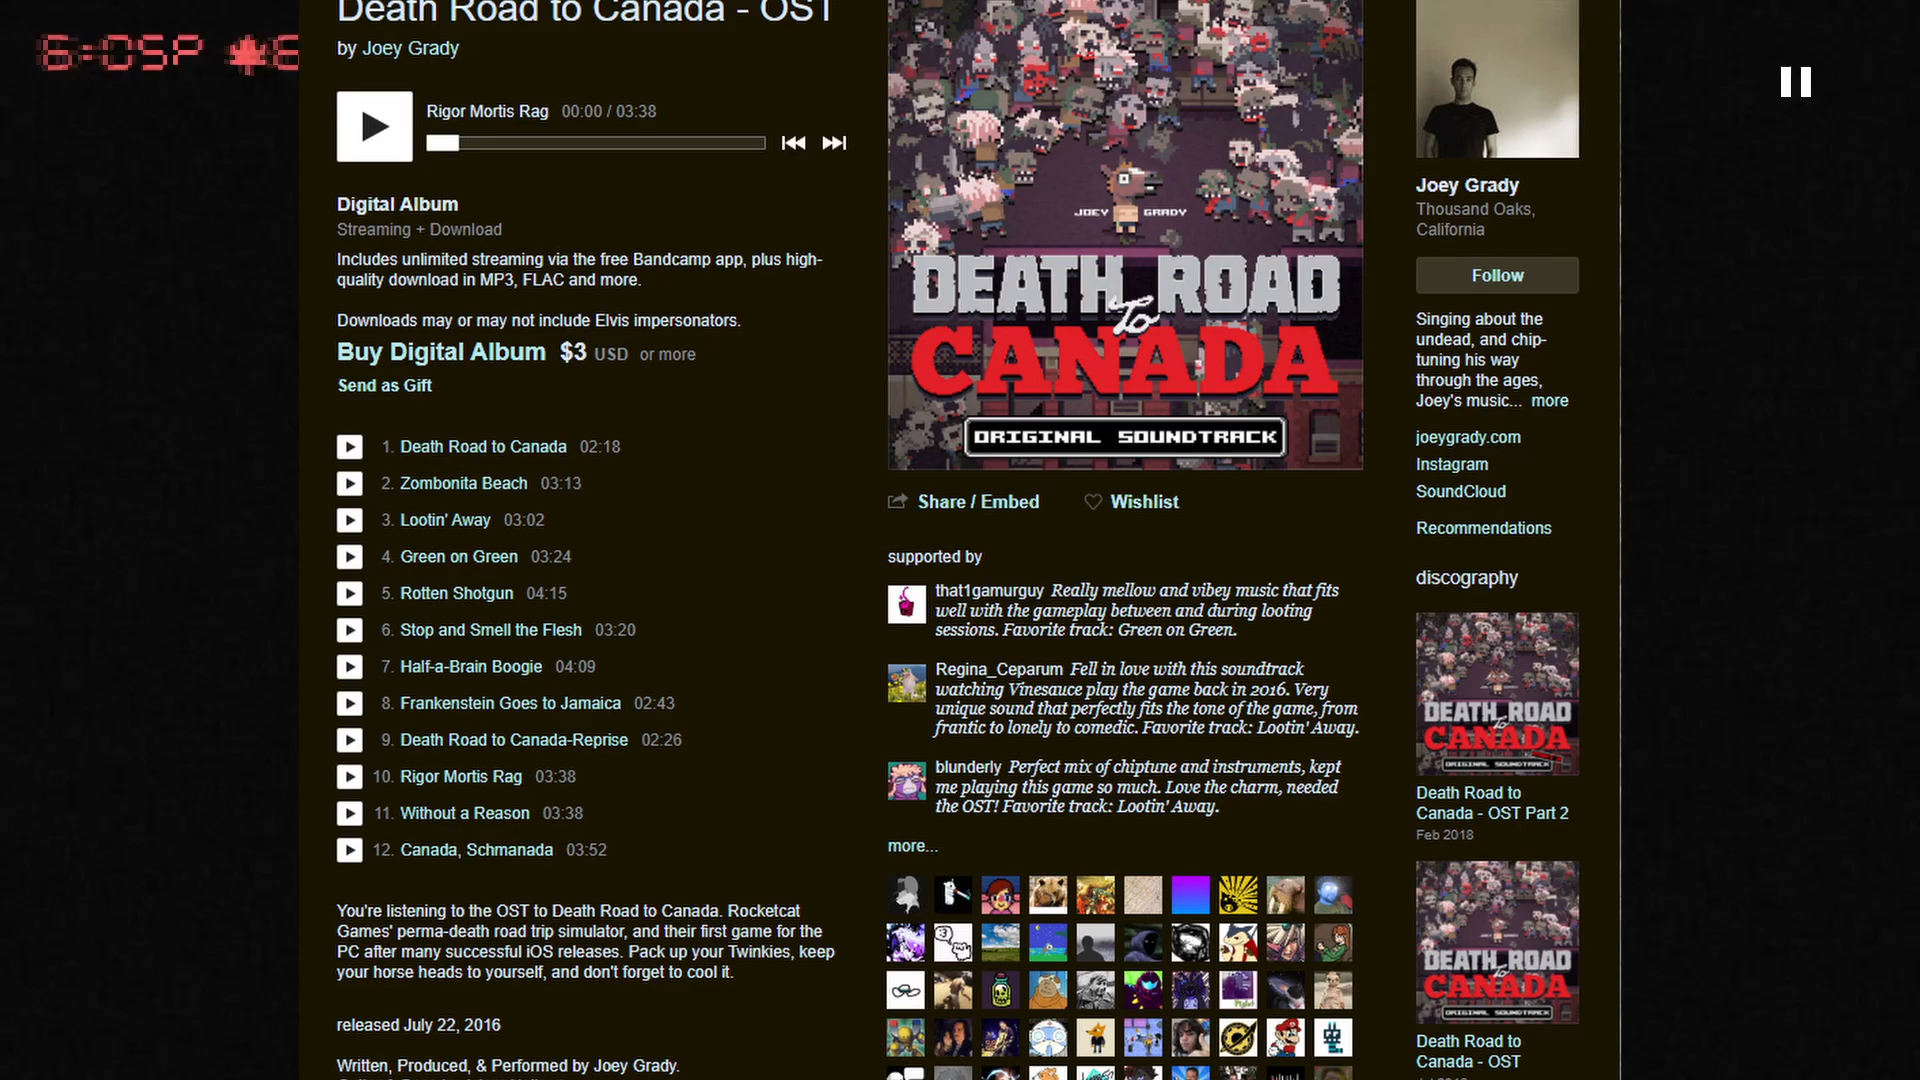 6:05P
Death Road to Canada - OST
by Joey Grady
Rigor Mortis Rag 00:00 / 03:38
Digital Album
Streaming + Download
Includes unlimited streaming via the free Bandcamp app, plus high-
quality download in MP3, FLAC and more.
Downloads may or may not include Elvis impersonators.
Buy Digital Album $3 USD or more
Send as Gift
1. Death Road to Canada 02:18
2. Zombonita Beach 03:13
3. Lootin' Away 03:02
4. Green on Green 03:24
5. Rotten Shotgun 04:15
6. Stop and Smell the Flesh 03:20
7. Half-a-Brain Boogie 04:09
8. Frankenstein Goes to Jamaica 02:43
9. Death Road to Canada-Reprise 02:26
10. Rigor Mortis Rag 03:38
11. Without a Reason 03:38
12. Canada, Schmanada 03:52
You're listening to the OST to Death Road to Canada. Rocketcat
Games' perma-death road trip simulator, and their first game for the
PC after many successful iOS releases. Pack up your Twinkies, keep
your horse heads to yourself, and don't forget to cool it.
released July 22, 2016
Written, Produced, & Performed by Joey Grady.
JOEY GRADY
DEATH ROAD
To
CANADA
ORIGINAL SOUNDTRACK
Share / Embed Wishlist
supported by
that1gamurguy Really mellow and vibey music that fits
well with the gameplay between and during looting
sessions. Favorite track: Green on Green.
Regina_Ceparum Fell in love with this soundtrack
watching Vinesauce play the game back in 2016. Very
unique sound that perfectly fits the tone of the game, from
frantic to lonely to comedic. Favorite track: Lootin' Away.
blunderly Perfect mix of chiptune and instruments, kept
me playing this game so much. Love the charm, needed
the OST! Favorite track: Lootin' Away.
more...
Joey Grady
Thousand Oaks,
California
Follow
Singing about the
undead, and chip-
tuning his way
through the ages,
Joey's music... more
joeygrady.com
Instagram
SoundCloud
Recommendations
discography
DEATH ROAD
To
CANADA
ORIGINAL SOUNDTRACK
Death Road to
Canada - OST Part 2
Feb 2018
DEATH ROAD
To
CANADA
ORIGINAL SOUNDTRACK
Death Road to
Canada - OST